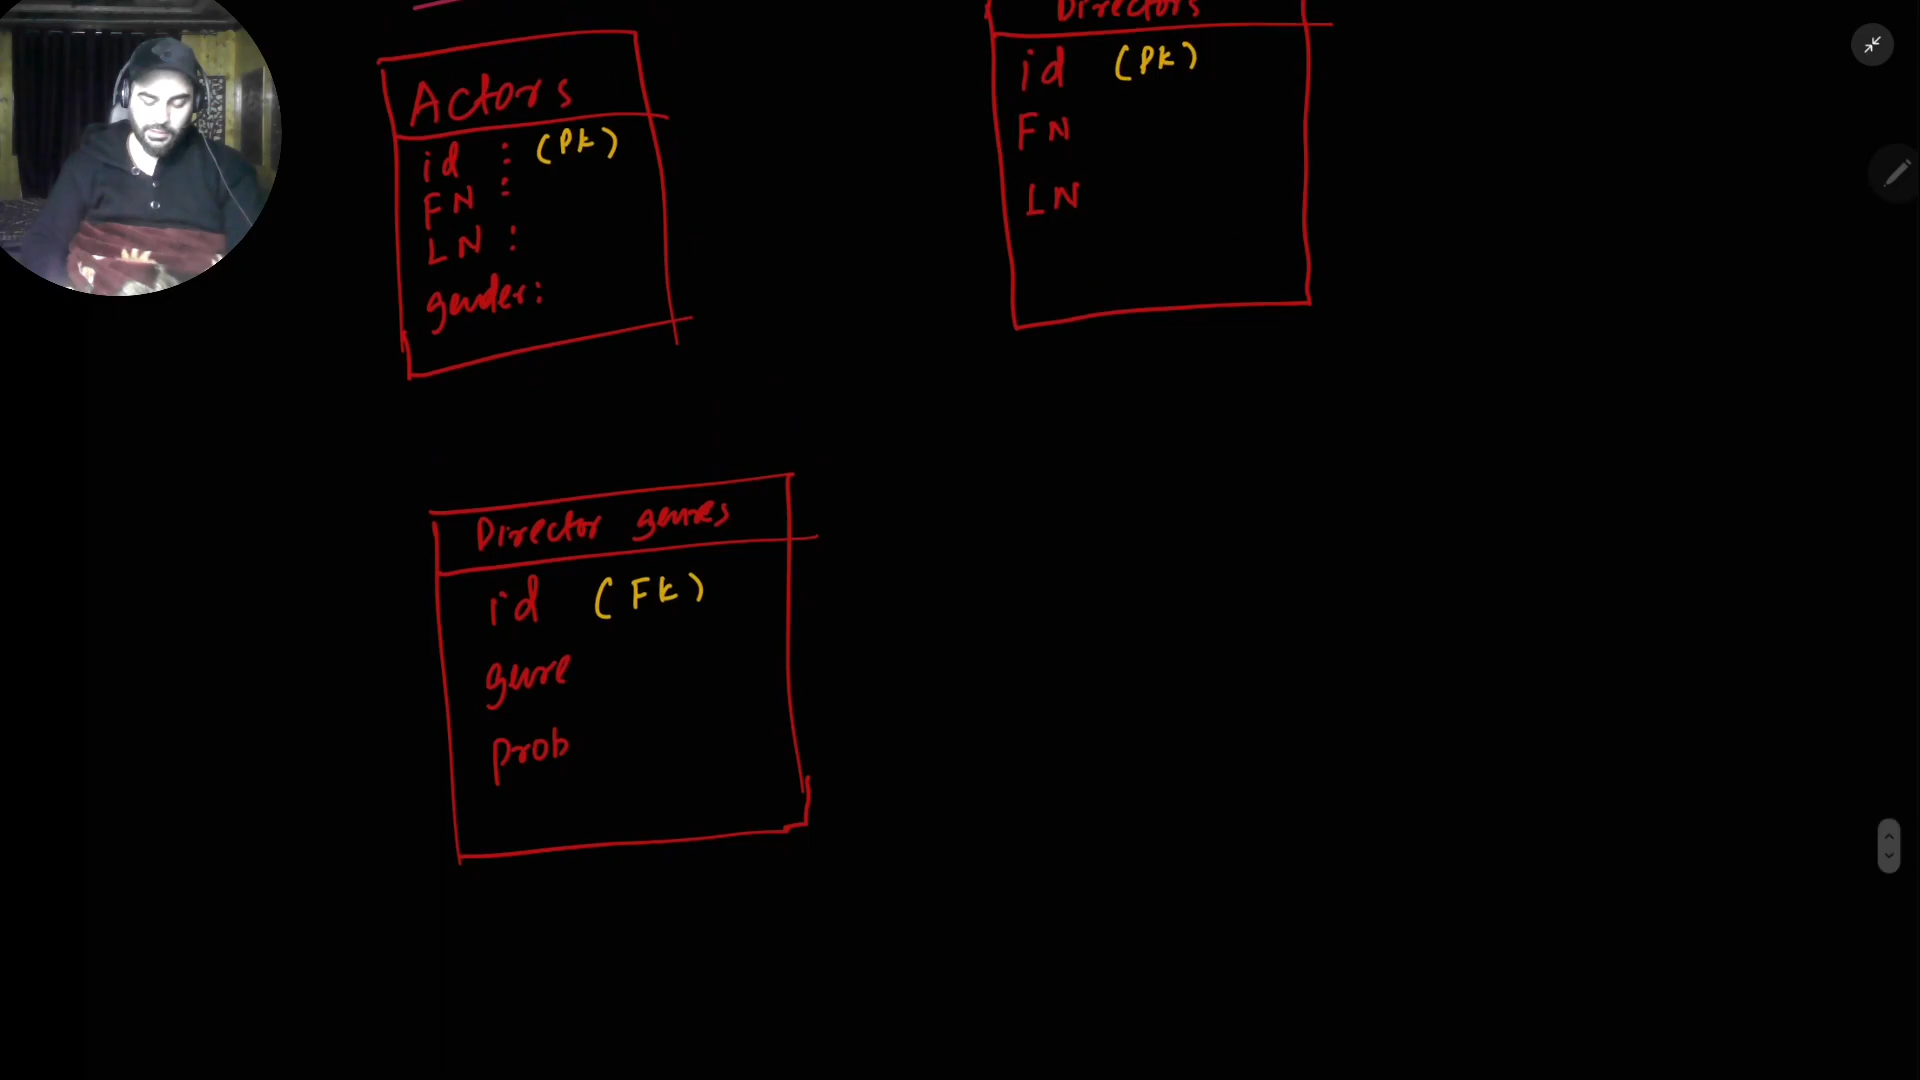 Actors
id : (PK)
FN :
LN :
gender:
Directors
id (PK)
FN
LN
Director genres
id (FK)
genre
prob